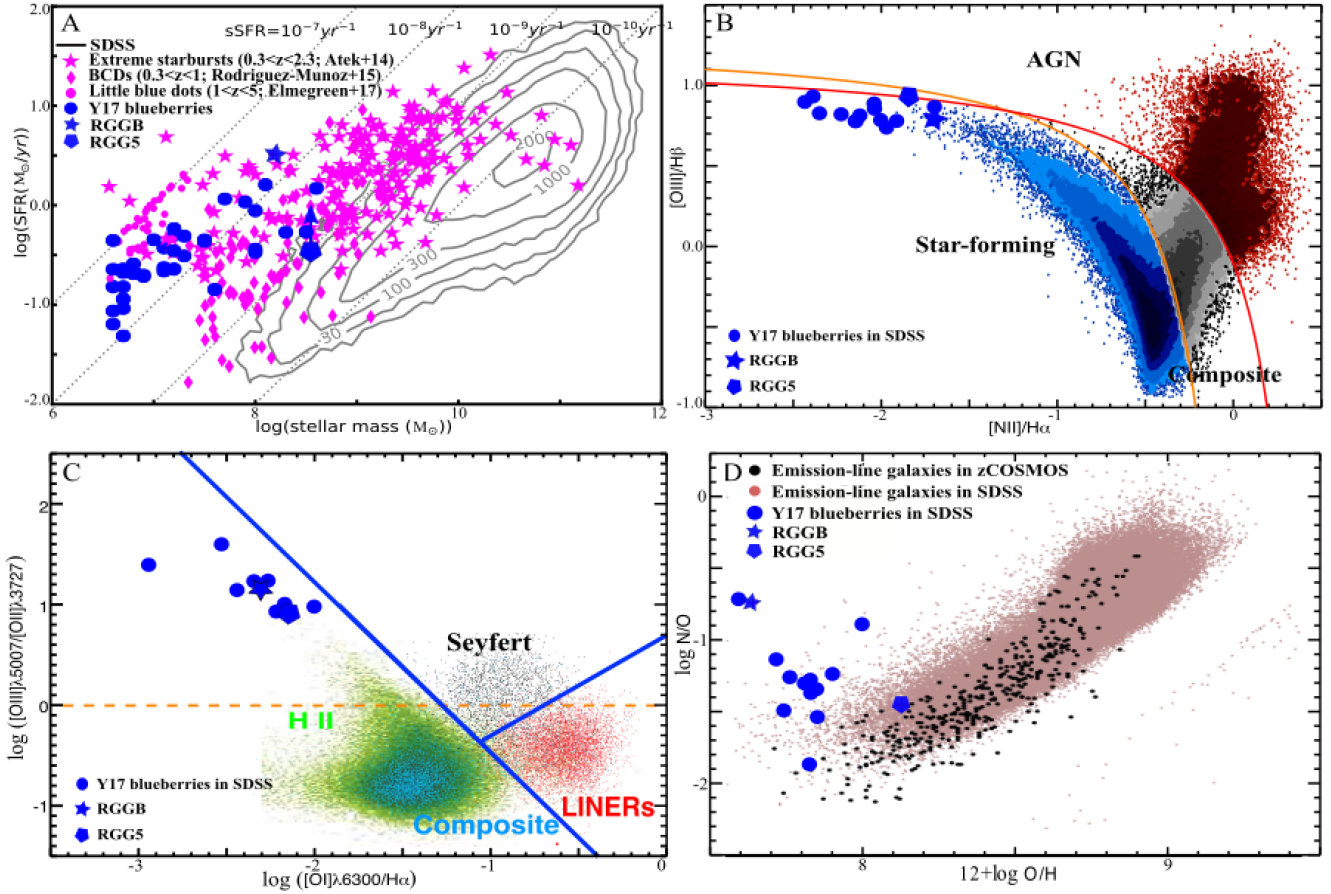 A
sSFR=10⁻⁷yr⁻¹ 10⁻⁸yr⁻¹ 10⁻⁹yr⁻¹ 10⁻¹⁰yr⁻¹
SDSS
Extreme starbursts (0.3<z<2.3; Atek+14)
BCDs (0.3<z<1; Rodriguez-Munoz+15)
Little blue dots (1<z<5; Elmegreen+17)
Y17 blueberries
RGGB
RGG5
2000
1000
300
100
30
2.0
1.0
0.0
-1.0
-2.0
log(SFR(M⊙/yr))
6 8 10 12
log(stellar mass (M⊙))
B
AGN
Star-forming
Composite
Y17 blueberries in SDSS
RGGB
RGG5
1.0
0.0
-1.0
[OIII]/Hβ
-3 -2 -1 0
[NII]/Hα
C
Seyfert
H II
LINERs
Composite
Y17 blueberries in SDSS
RGGB
RGG5
2
1
0
-1
log ([OIII]λ5007/[OII]λ3727
-3 -2 -1 0
log ([OI]λ6300/Hα)
D
Emission-line galaxies in zCOSMOS
Emission-line galaxies in SDSS
Y17 blueberries in SDSS
RGGB
RGG5
0
-1
-2
log N/O
8 9
12+log O/H